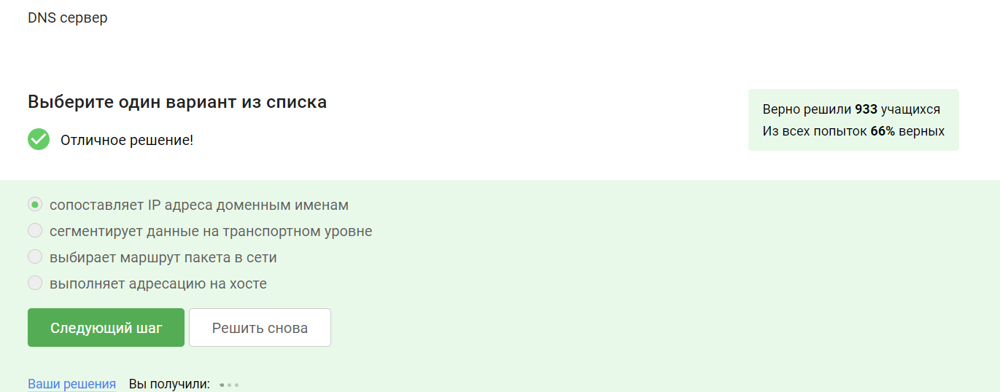 DNS сервер
Выберите один вариант из списка
Верно решили 933 учащихся
Из всех попыток 66% верных
Отличное решение!
сопоставляет IP адреса доменным именам
сегментирует данные на транспортном уровне
выбирает маршрут пакета в сети
выполняет адресацию на хосте
Следующий шаг Решить снова
Ваши решения Вы получили: